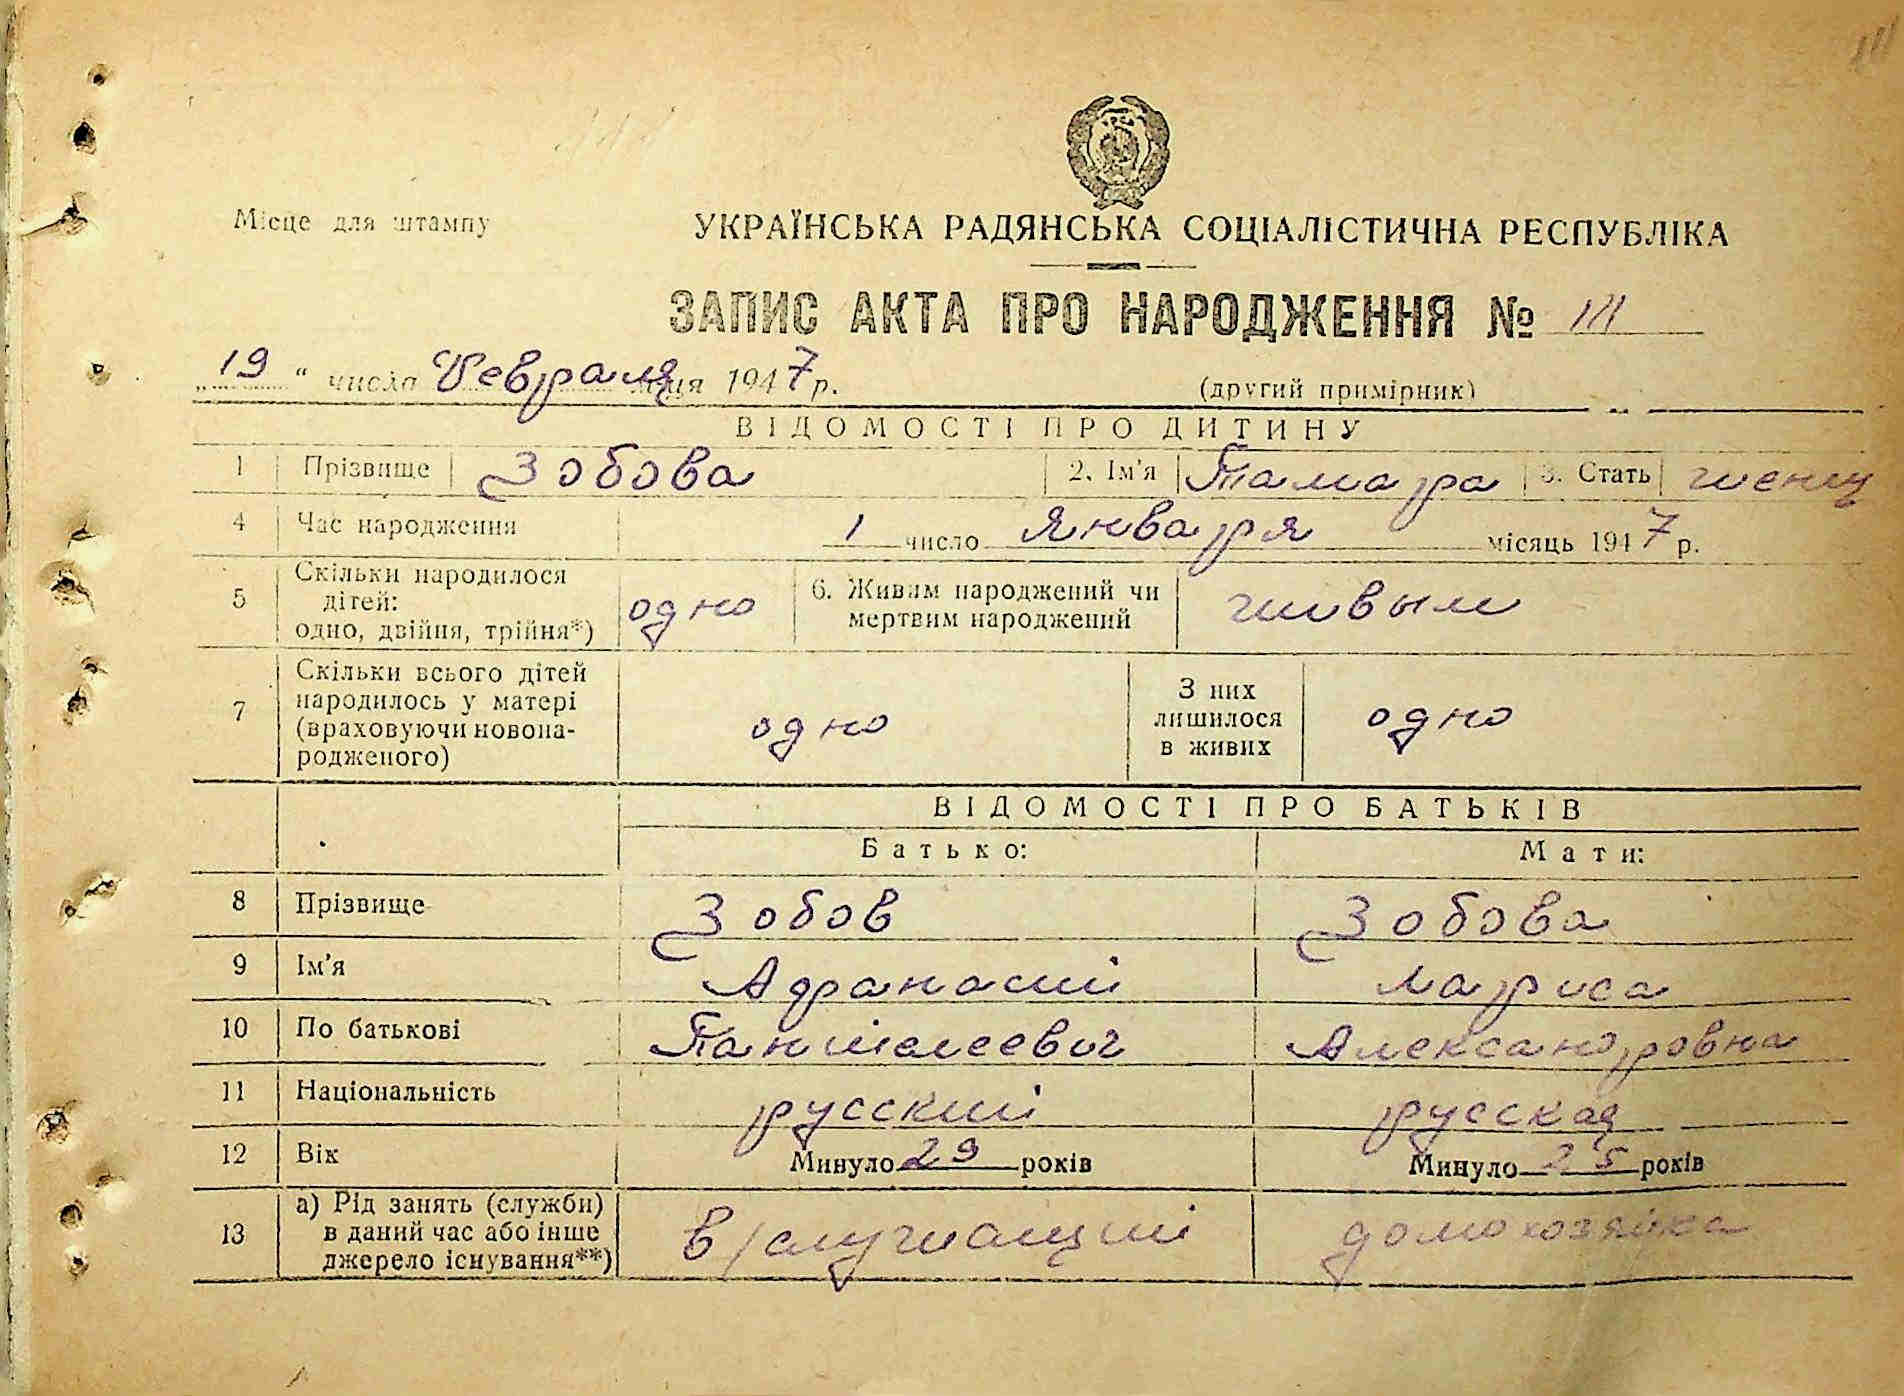 111
Місце для штампу
УКРАЇНСЬКА РАДЯНСЬКА СОЦІАЛІСТИЧНА РЕСПУБЛІКА
ЗАПИС АКТА ПРО НАРОДЖЕННЯ № 111
„19“ числа Февраля місяця 1947 р.
(другий примірник)
ВІДОМОСТІ ПРО ДИТИНУ
1 Прізвище Зобова 2. Ім'я Тамара 3. Стать женщ
4 Час народження 1 число Января місяць 1947 р.
5 Скільки народилося дітей: одно, двійня, трійня*) одно 6. Живим народжений чи мертвим народжений живым
7 Скільки всього дітей народилось у матері (враховуючи новонародженого) одно З них лишилося в живих одно
ВІДОМОСТІ ПРО БАТЬКІВ
Батько: Мати:
8 Прізвище Зобов Зобова
9 Ім'я Афанасий Лариса
10 По батькові Пантелеевич Александровна
11 Національність русский русская
12 Вік Минуло 29 років Минуло 25 років
13 а) Рід занять (служби) в даний час або інше джерело існування**) в/служащий домохозяйка